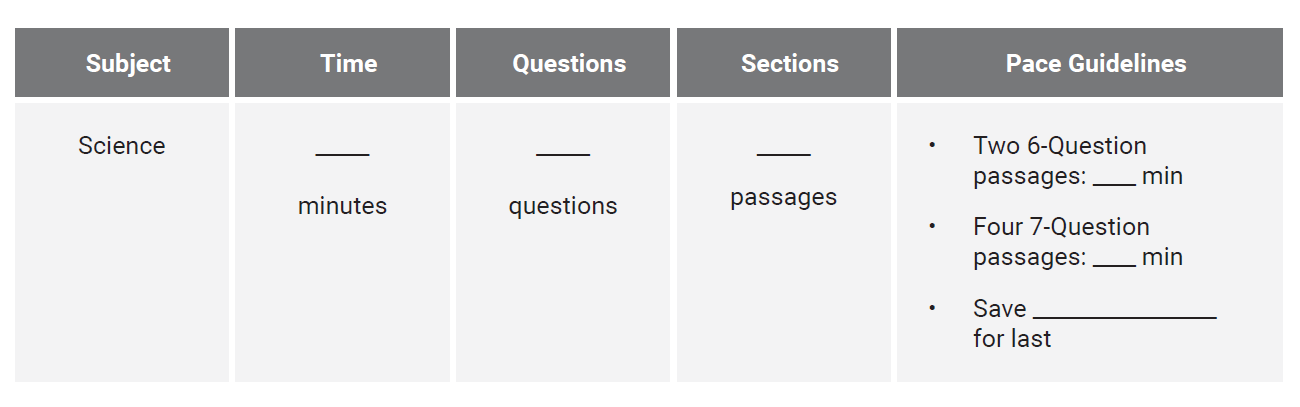 Subject
Time
Questions
Sections
Pace Guidelines
Science
____
minutes
____
questions
____
passages
• Two 6-Question
passages: ____ min
• Four 7-Question
passages: ____ min
• Save ________________
for last